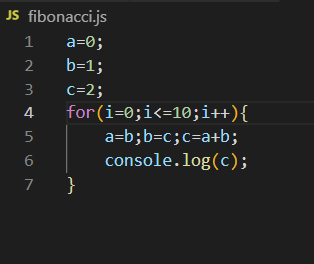 JS fibonacci.js
1 a=0;
2 b=1;
3 c=2;
4 for(i=0;i<=10;i++){
5     a=b;b=c;c=a+b;
6     console.log(c);
7 }